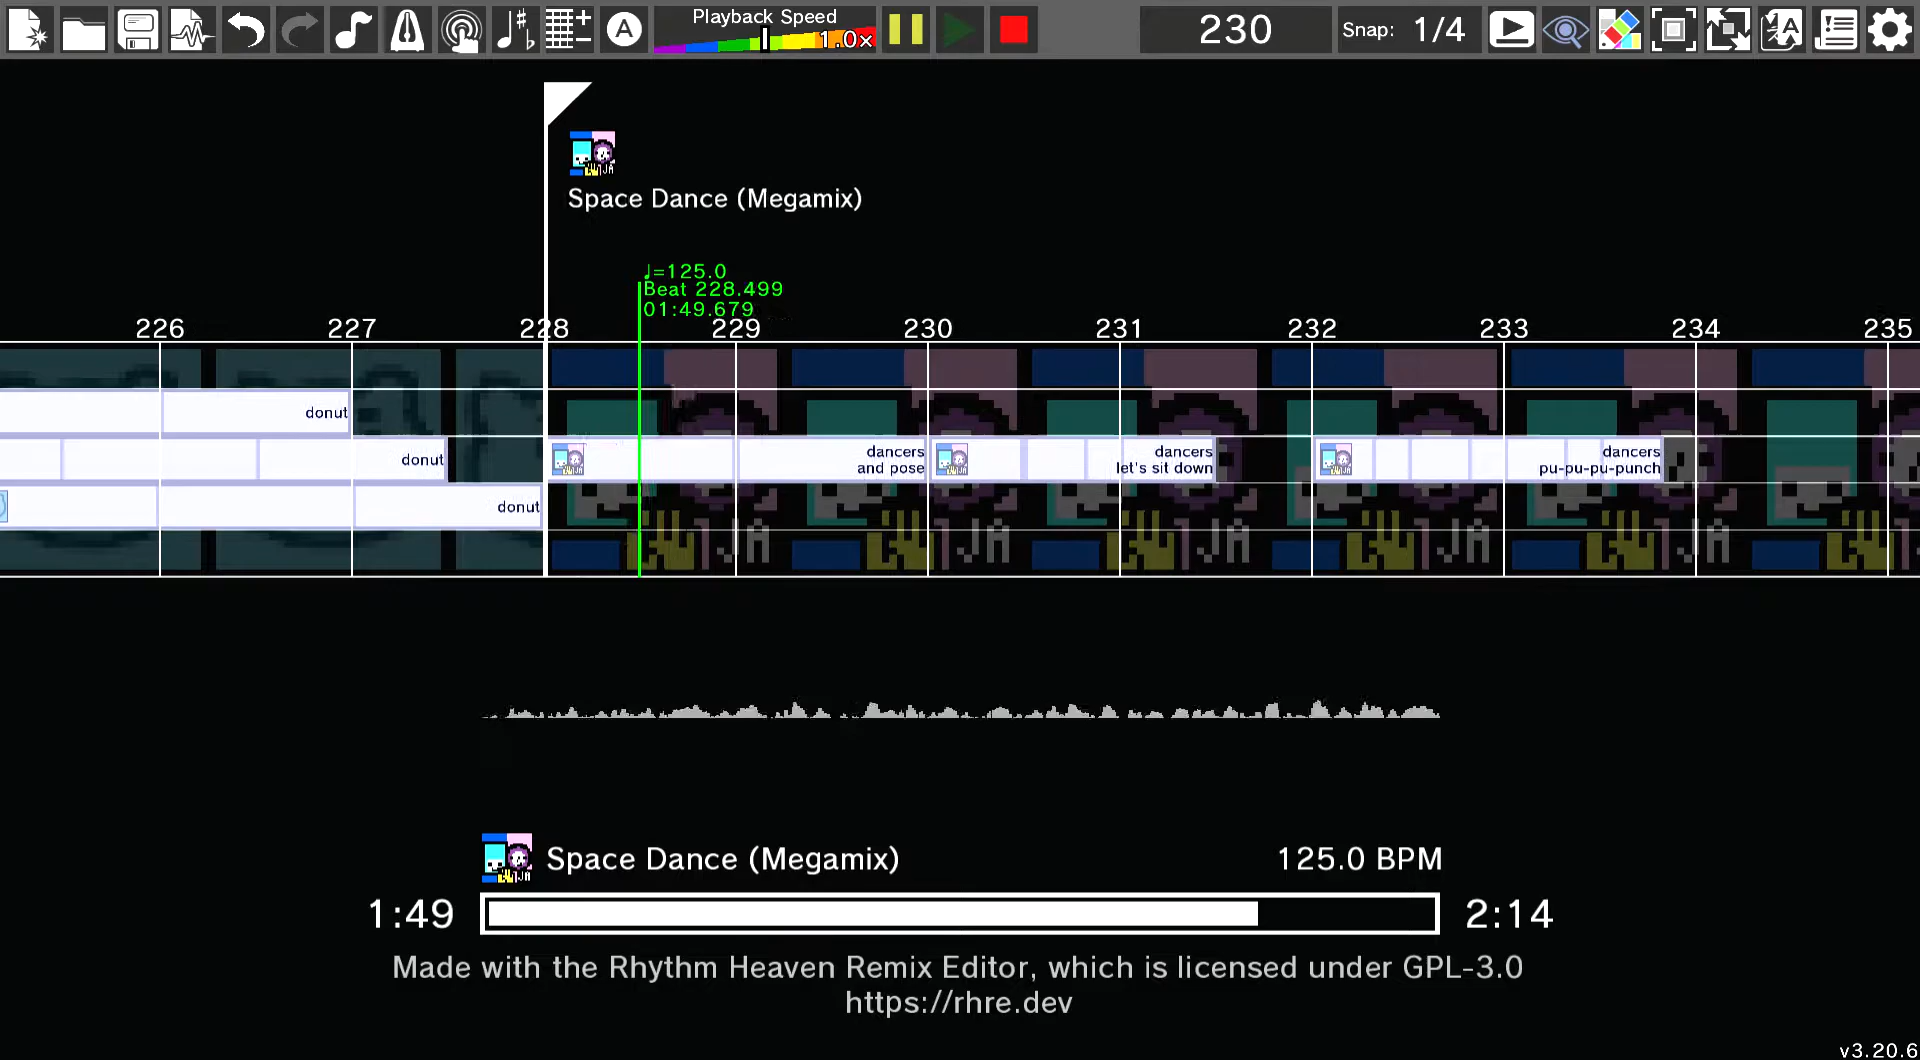 A
Playback Speed
1.0x
230
Snap: 1/4
Space Dance (Megamix)
♩=125.0
Beat 228.499
01:49.679
226 227 228 229 230 231 232 233 234 235
donut
donut
donut
dancers
and pose
dancers
let's sit down
dancers
pu-pu-pu-punch
Space Dance (Megamix)
125.0 BPM
1:49
2:14
Made with the Rhythm Heaven Remix Editor, which is licensed under GPL-3.0
https://rhre.dev
v3.20.6